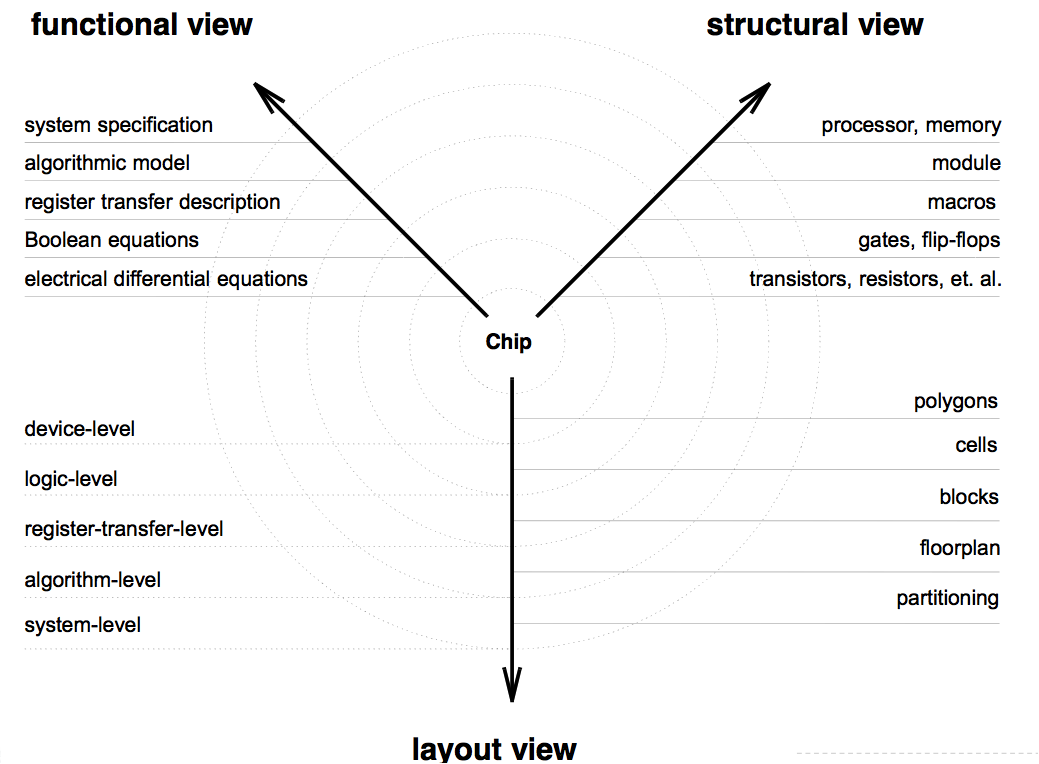 functional view
structural view
system specification
algorithmic model
register transfer description
Boolean equations
electrical differential equations
processor, memory
module
macros
gates, flip-flops
transistors, resistors, et. al.
Chip
device-level
logic-level
register-transfer-level
algorithm-level
system-level
polygons
cells
blocks
floorplan
partitioning
layout view